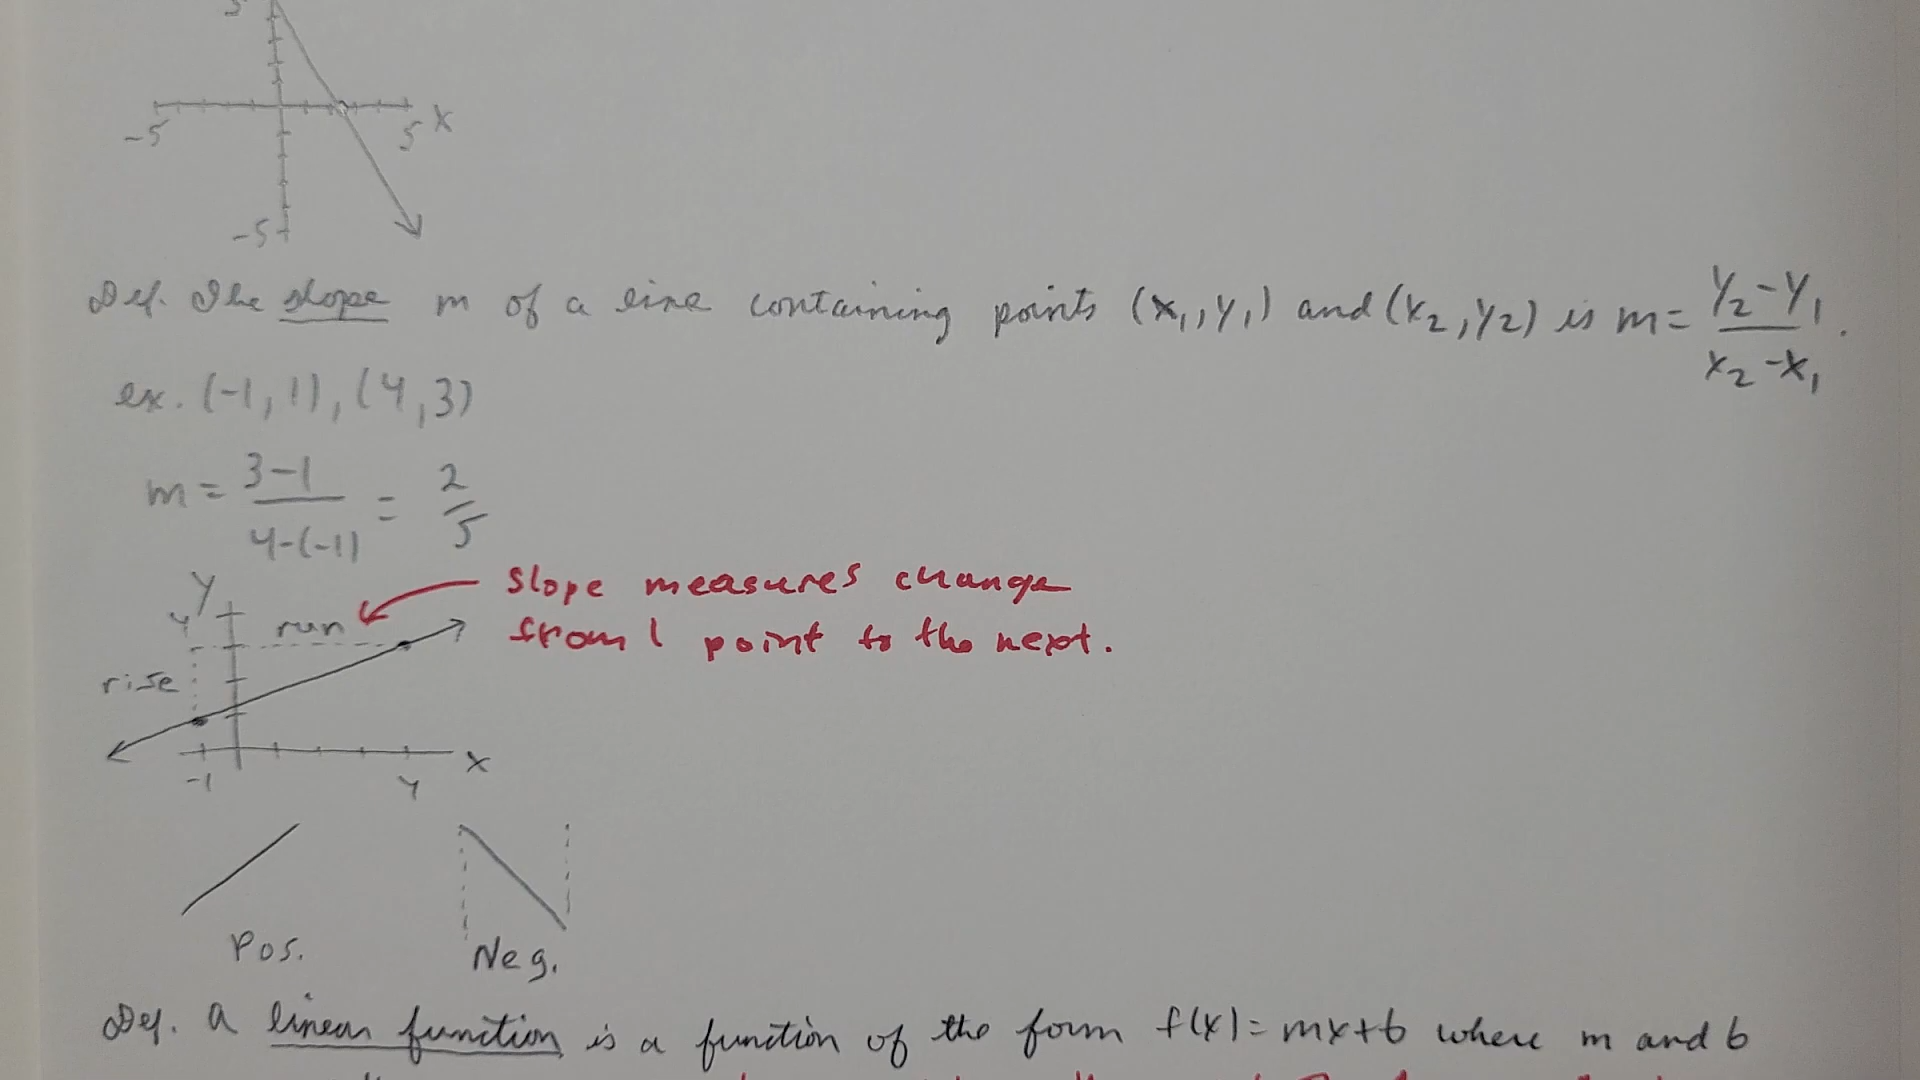 5
-5 5 x
-5
Def. The slope m of a line containing points (x₁,y₁) and (x₂,y₂) is m = (y₂-y₁)/(x₂-x₁).
ex. (-1,1), (4,3)
m = (3-1)/(4-(-1)) = 2/5
Slope measures change
from 1 point to the next.
y
4 run
rise
x
-1 4
Pos. Neg.
Def. A linear function is a function of the form f(x) = mx+b where m and b